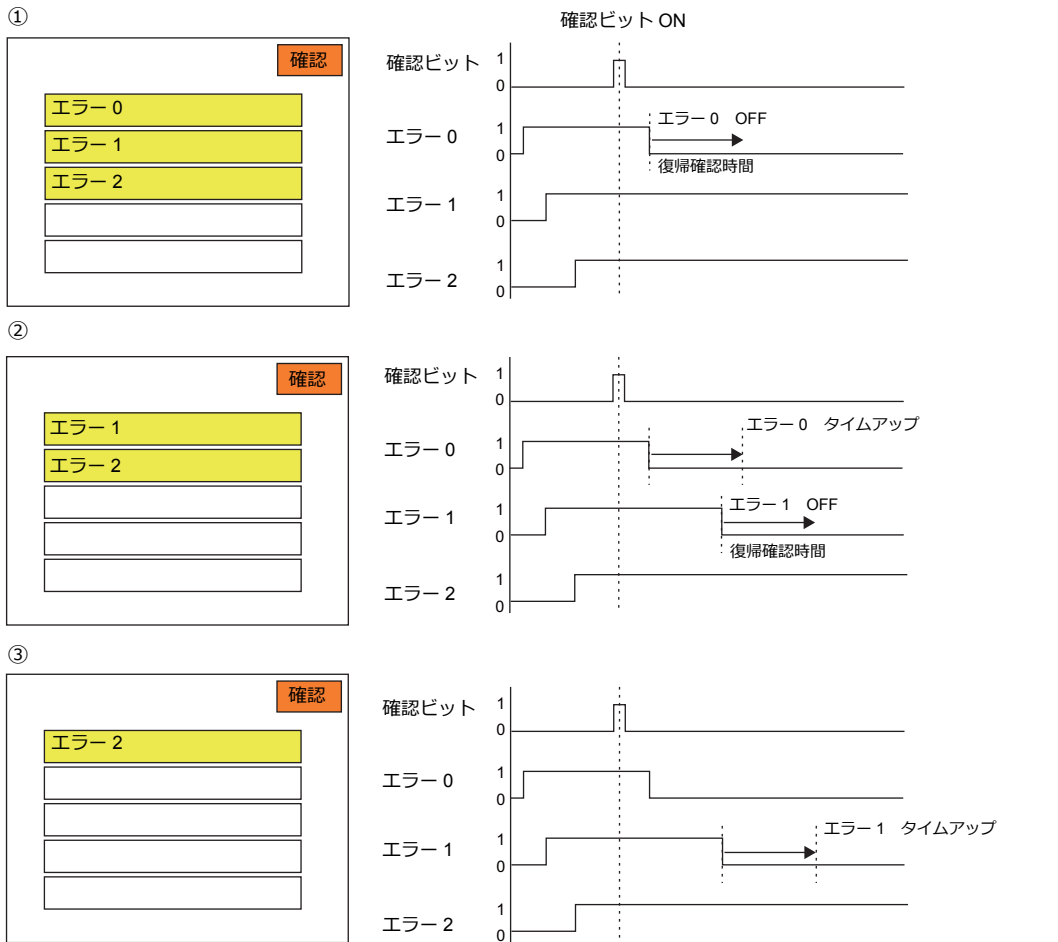 ①
確認ビット ON
確認
エラー 0
エラー 1
エラー 2
確認ビット 1
0
エラー 0 1
0
エラー 0 OFF
復帰確認時間
エラー 1 1
0
エラー 2 1
0
②
確認
エラー 1
エラー 2
確認ビット 1
0
エラー 0 1
0
エラー 0 タイムアップ
エラー 1 1
0
エラー 1 OFF
復帰確認時間
エラー 2 1
0
③
確認
エラー 2
確認ビット 1
0
エラー 0 1
0
エラー 1 1
0
エラー 1 タイムアップ
エラー 2 1
0